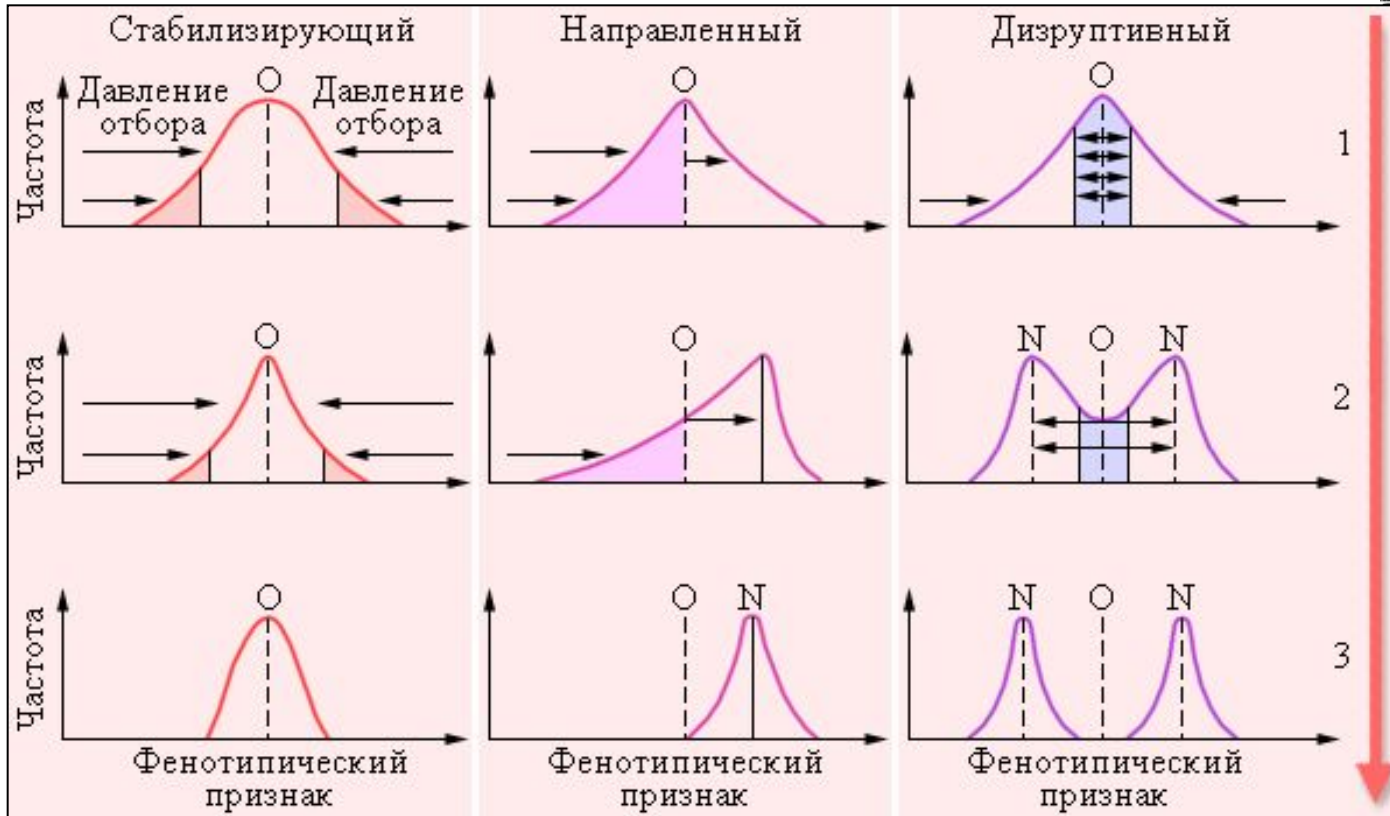 Стабилизирующий
Направленный
Дизруптивный
О
О
О
Давление
отбора
Давление
отбора
Частота
1
О
О
N
О
N
Частота
2
О
О
N
N
О
N
Частота
3
Фенотипический
признак
Фенотипический
признак
Фенотипический
признак